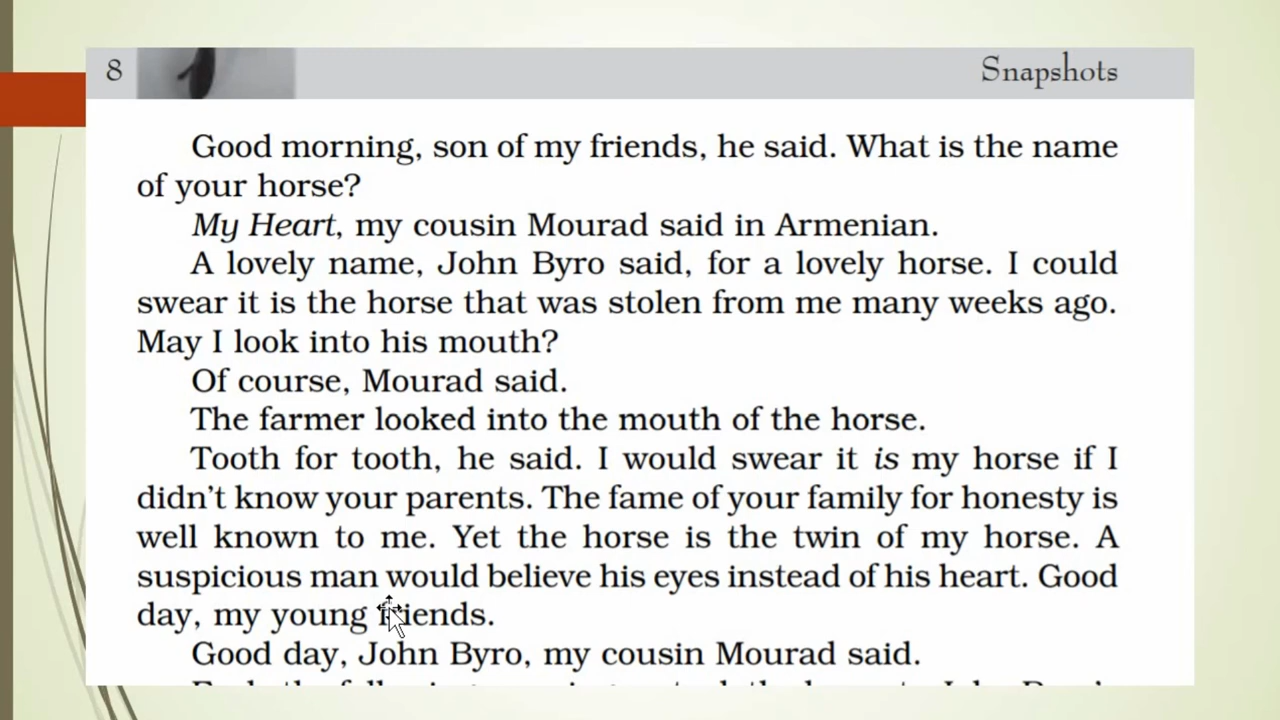 8
Snapshots
Good morning, son of my friends, he said. What is the name
of your horse?
My Heart, my cousin Mourad said in Armenian.
A lovely name, John Byro said, for a lovely horse. I could
swear it is the horse that was stolen from me many weeks ago.
May I look into his mouth?
Of course, Mourad said.
The farmer looked into the mouth of the horse.
Tooth for tooth, he said. I would swear it is my horse if I
didn't know your parents. The fame of your family for honesty is
well known to me. Yet the horse is the twin of my horse. A
suspicious man would believe his eyes instead of his heart. Good
day, my young friends.
Good day, John Byro, my cousin Mourad said.